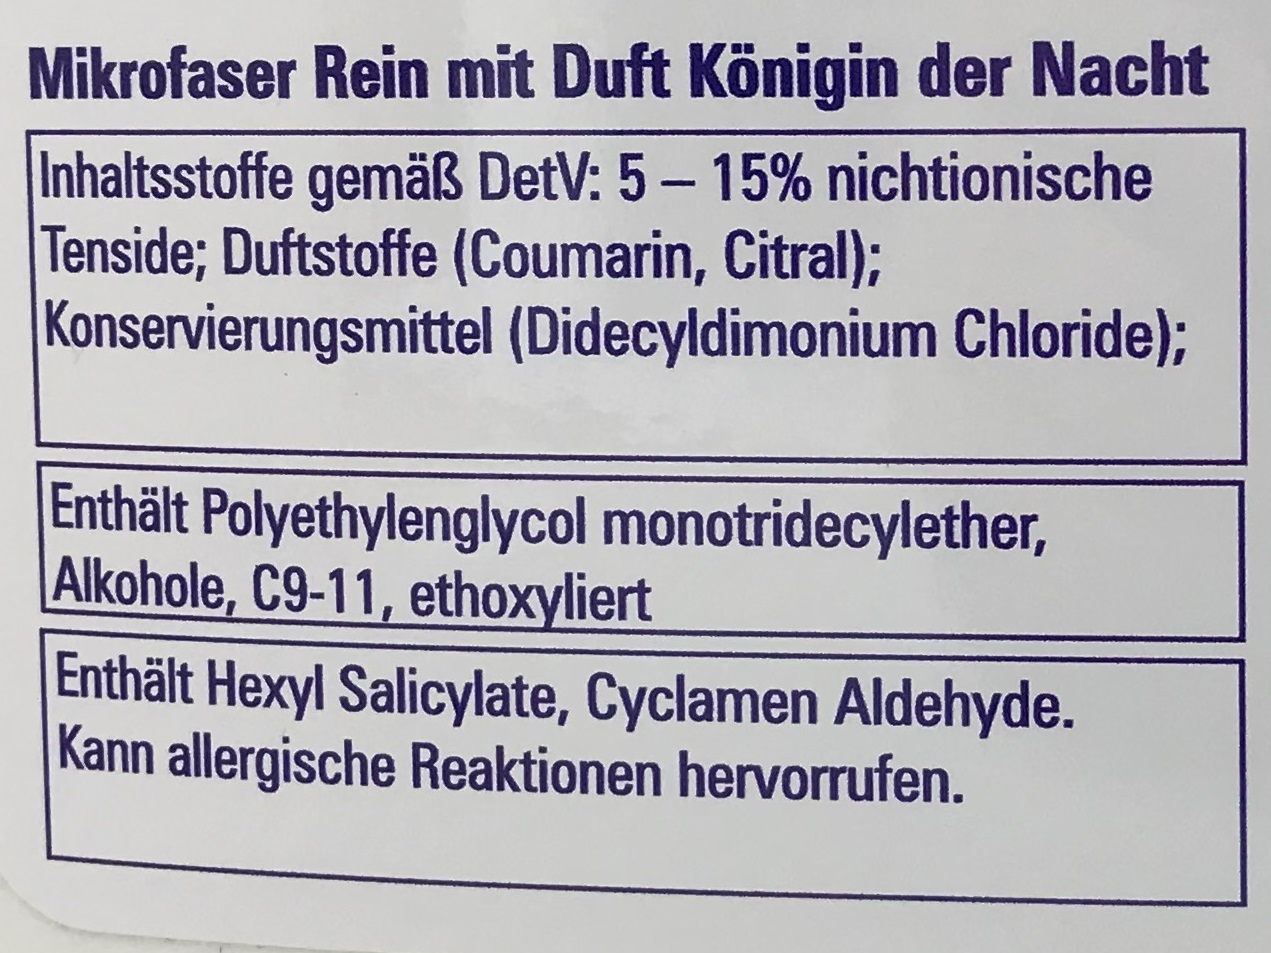 Mikrofaser Rein mit Duft Königin der Nacht
Inhaltsstoffe gemäß DetV: 5 – 15% nichtionische
Tenside; Duftstoffe (Coumarin, Citral);
Konservierungsmittel (Didecyldimonium Chloride);
Enthält Polyethylenglycol monotridecylether,
Alkohole, C9-11, ethoxyliert
Enthält Hexyl Salicylate, Cyclamen Aldehyde.
Kann allergische Reaktionen hervorrufen.